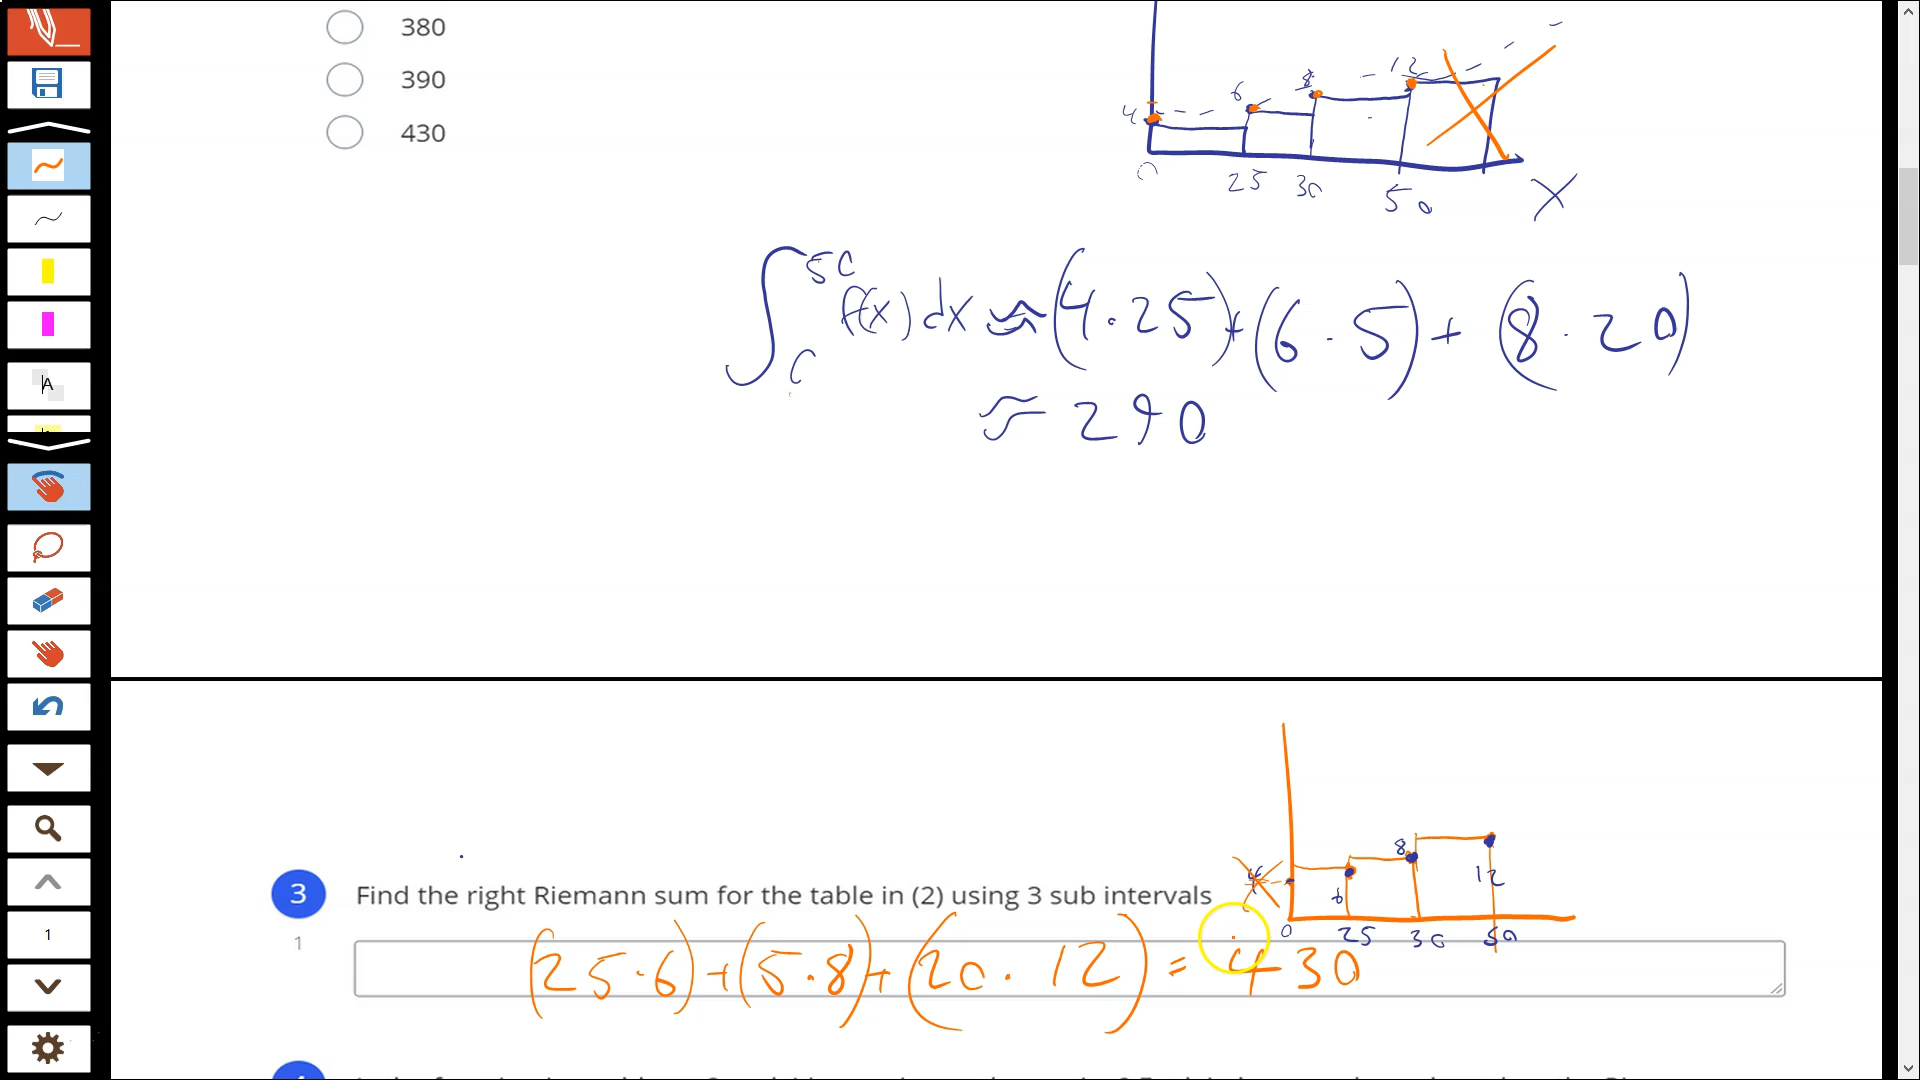 380
390
430
4 6 8 12
0 25 30 50 X
∫ 50 0 f(x) dx ≈ (4 · 25) + (6 · 5) + (8 · 20)
≈ 290
A
8
6 12
0 25 30 50
3 Find the right Riemann sum for the table in (2) using 3 sub intervals
1
(25 · 6) + (5 · 8) + (20 · 12) = 430
1